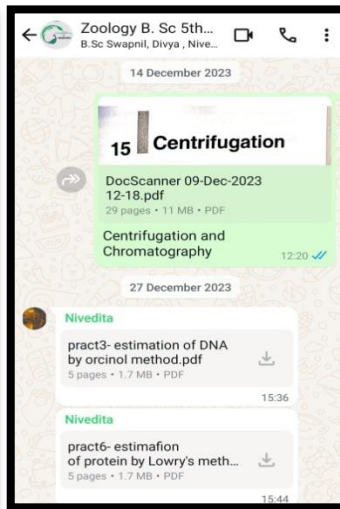 Zoology B. Sc 5th...
B.Sc Swapnil, Divya , Nive...
14 December 2023
15 Centrifugation
DocScanner 09-Dec-2023
12-18.pdf
29 pages • 11 MB • PDF
Centrifugation and
Chromatography
12:20
27 December 2023
Nivedita
pract3- estimation of DNA
by orcinol method.pdf
5 pages • 1.7 MB • PDF
15:36
Nivedita
pract6- estimafion
of protein by Lowry's meth...
5 pages • 1.7 MB • PDF
15:44